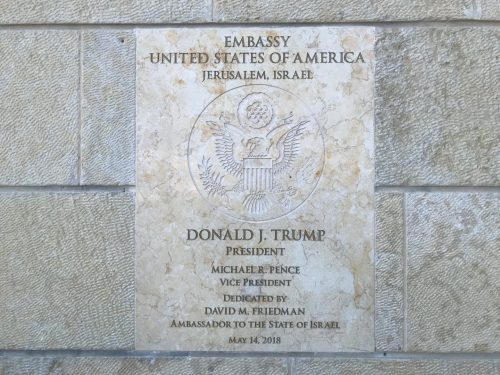 EMBASSY
UNITED STATES OF AMERICA
JERUSALEM, ISRAEL
DONALD J. TRUMP
PRESIDENT
MICHAEL R. PENCE
VICE PRESIDENT
DEDICATED BY
DAVID M. FRIEDMAN
AMBASSADOR TO THE STATE OF ISRAEL
MAY 14, 2018